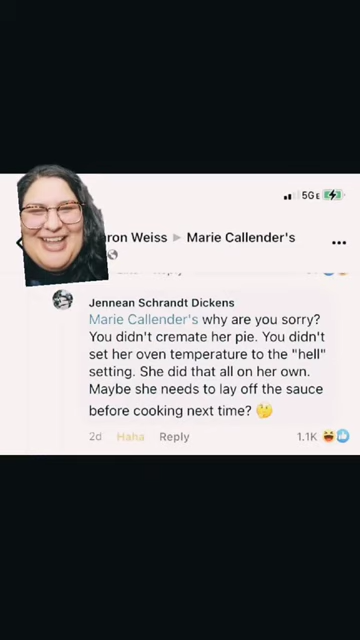 5GE
ron Weiss ▸ Marie Callender's
Jennean Schrandt Dickens
Marie Callender's why are you sorry?
You didn't cremate her pie. You didn't
set her oven temperature to the "hell"
setting. She did that all on her own.
Maybe she needs to lay off the sauce
before cooking next time? 🤔
2d Haha Reply 1.1K